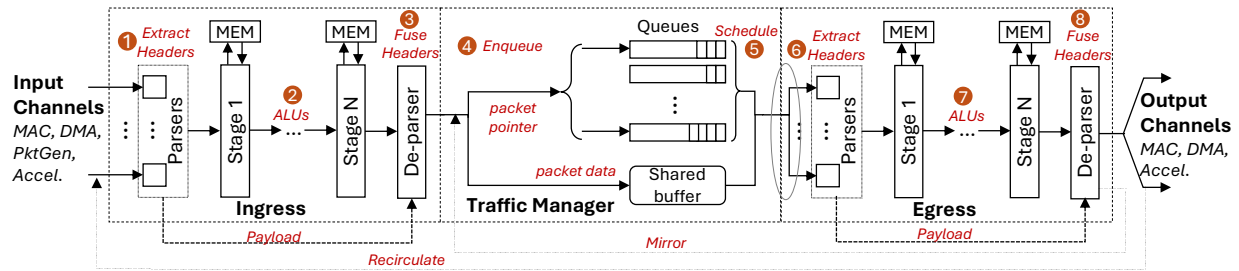 1 Extract
Headers
MEM
MEM
3 Fuse
Headers
4 Enqueue
Queues
Schedule
5
6 Extract
Headers
MEM
MEM
8 Fuse
Headers
Input
Channels
MAC, DMA,
PktGen,
Accel.
... ...
Parsers
Stage 1
2
ALUs
...
Stage N
De-parser
packet
pointer
...
packet data
Shared
buffer
... ...
Parsers
Stage 1
7
ALUs
...
Stage N
De-parser
Output
Channels
MAC, DMA,
Accel.
Ingress
Traffic Manager
Egress
Payload
Payload
Mirror
Recirculate